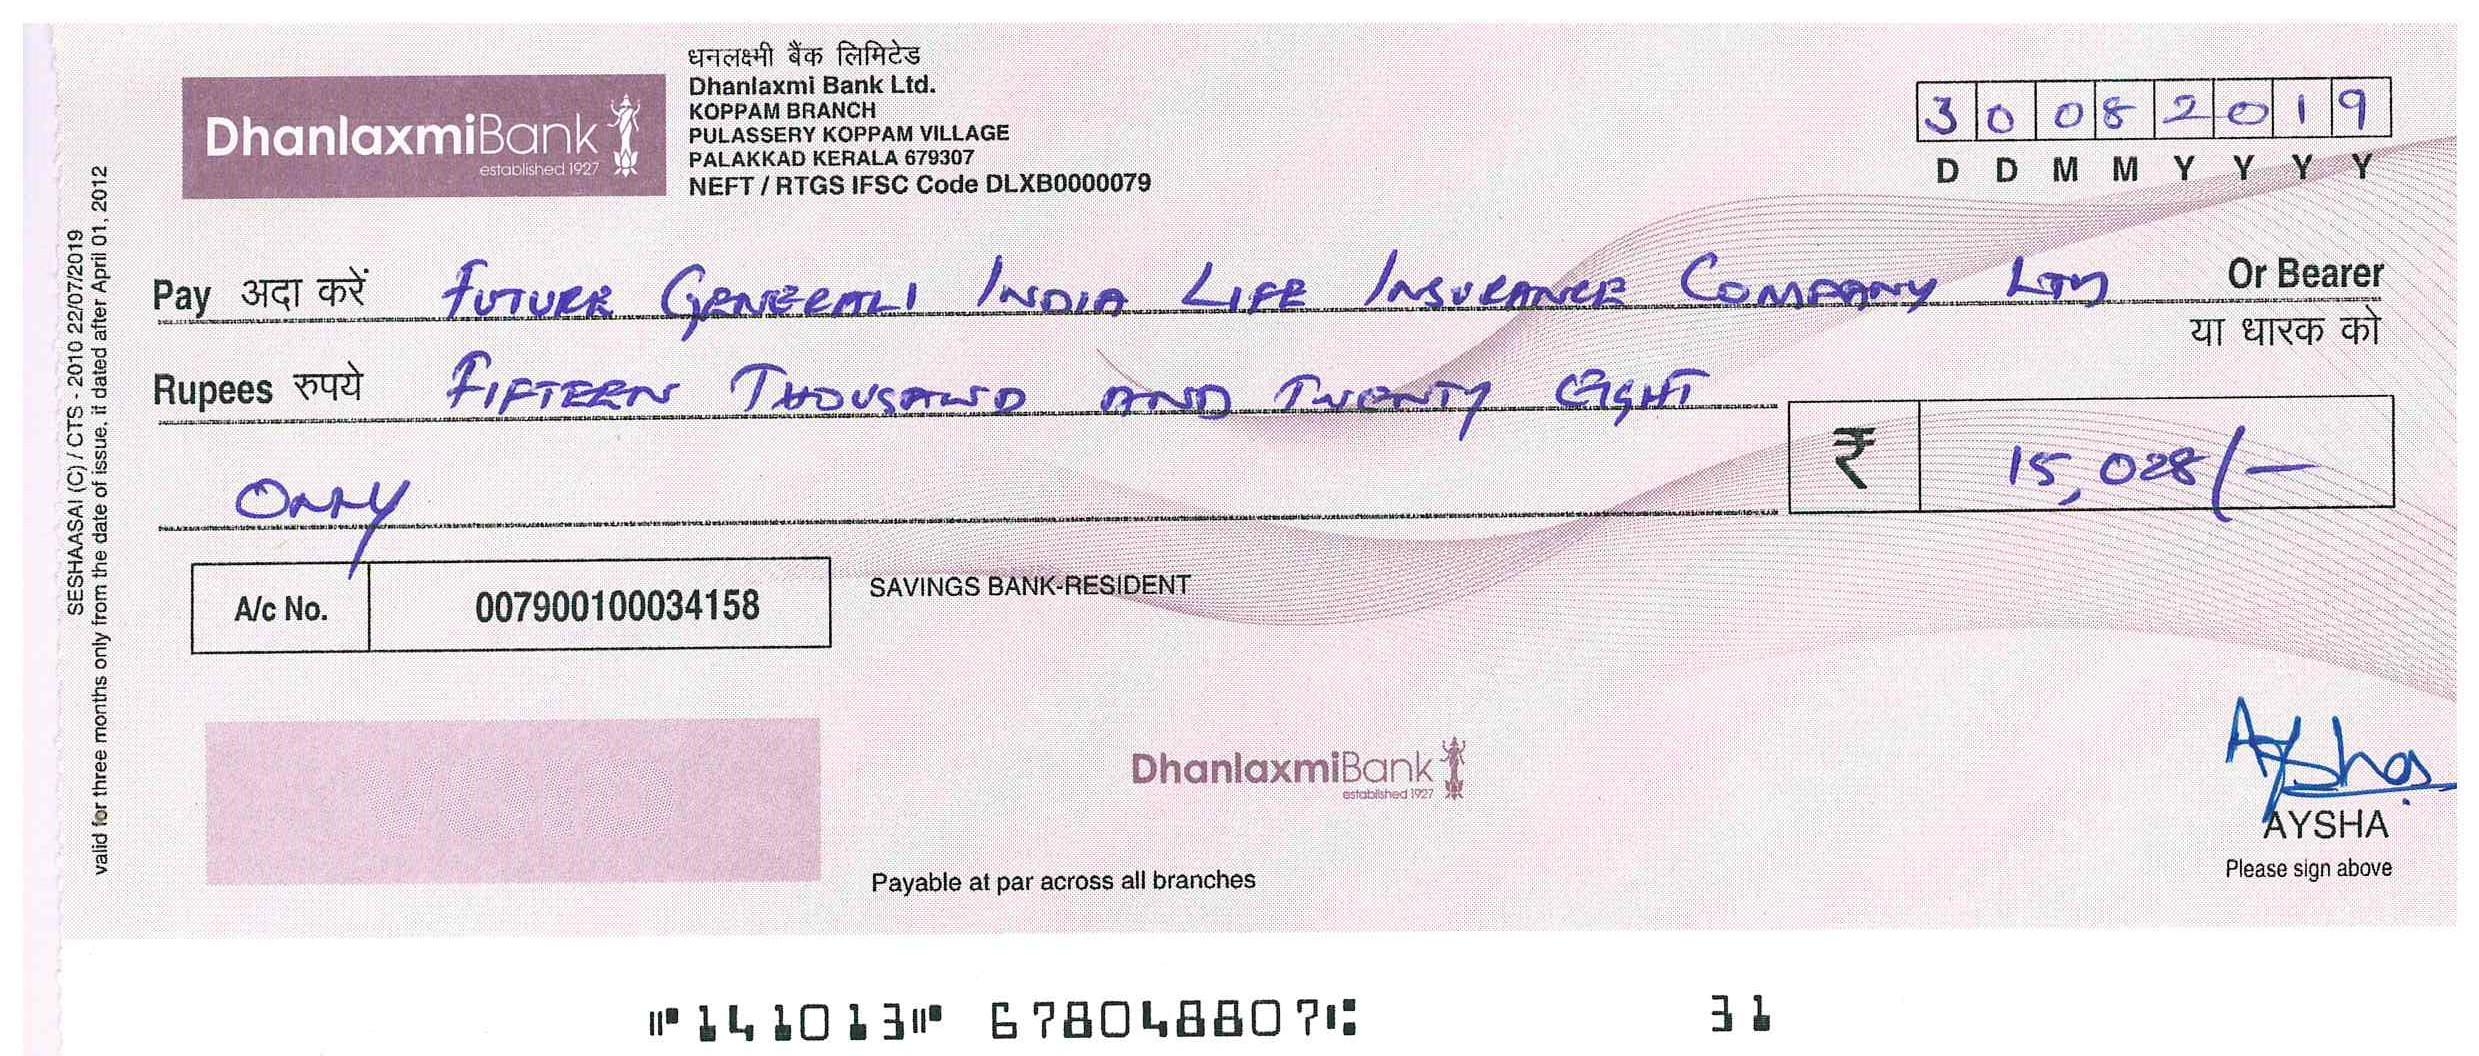 धनलक्ष्मी बैंक लिमिटेड
Dhanlaxmi Bank Ltd.
KOPPAM BRANCH
PULASSERY KOPPAM VILLAGE
PALAKKAD KERALA 679307
NEFT / RTGS IFSC Code DLXB0000079
DhanlaxmiBank
established 1927
3 0 0 8 2 0 1 9
D D M M Y Y Y Y
SESHAASAI (C) / CTS - 2010 22/07/2019
valid for three months only from the date of issue, if dated after April 01, 2012
Pay अदा करें FUTURE GENERALI INDIA LIFE INSURANCE COMPANY LTD Or Bearer
या धारक को
Rupees रुपये FIFTEEN THOUSAND AND TWENTY EIGHT
ONLY
₹ 15,028/-
A/c No. 007900100034158
SAVINGS BANK-RESIDENT
VOID
DhanlaxmiBank
established 1927
Aysha
AYSHA
Please sign above
Payable at par across all branches
⑈141013⑈ 678048807⑆ 31